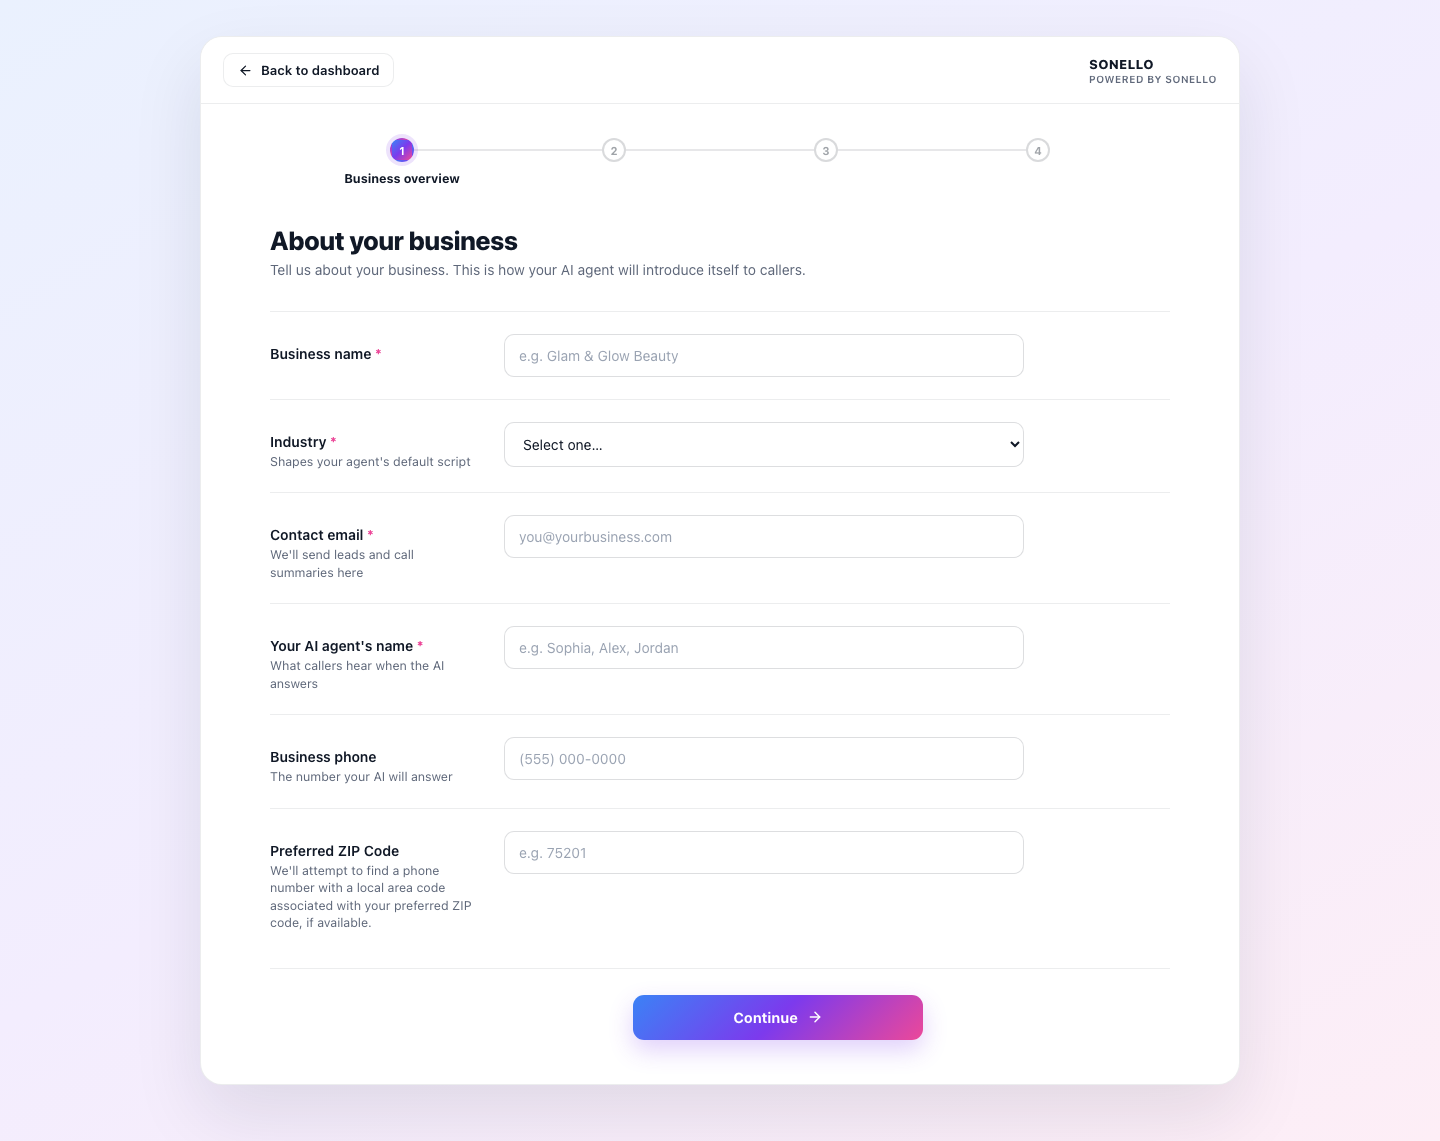 Back to dashboard
SONELLO
POWERED BY SONELLO
1
2
3
4
Business overview
About your business
Tell us about your business. This is how your AI agent will introduce itself to callers.
Business name *
e.g. Glam & Glow Beauty
Industry *
Shapes your agent's default script
Select one...
Contact email *
We'll send leads and call
summaries here
you@yourbusiness.com
Your AI agent's name *
What callers hear when the AI
answers
e.g. Sophia, Alex, Jordan
Business phone
The number your AI will answer
(555) 000-0000
Preferred ZIP Code
We'll attempt to find a phone
number with a local area code
associated with your preferred ZIP
code, if available.
e.g. 75201
Continue